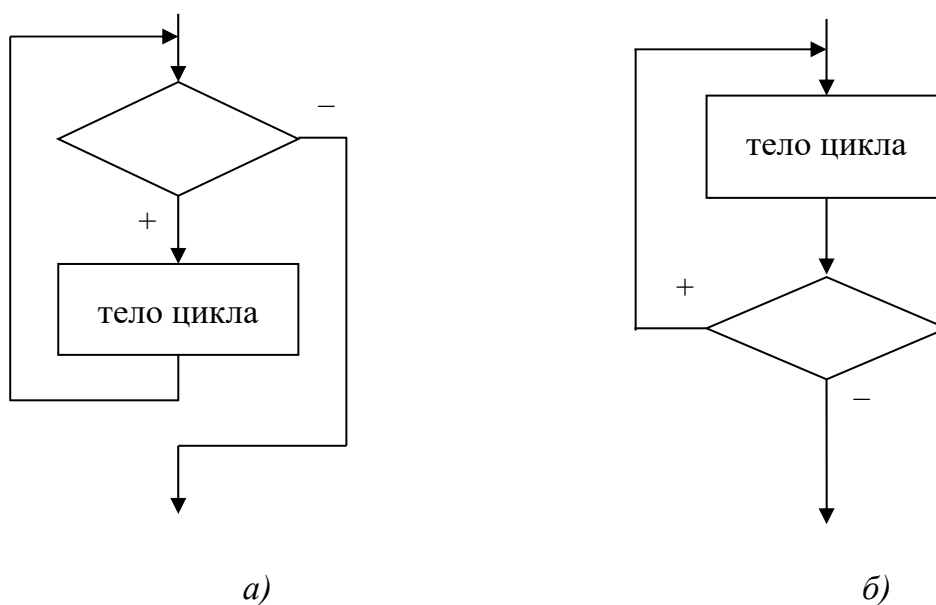 –
+
тело цикла
а)
тело цикла
+
–
б)